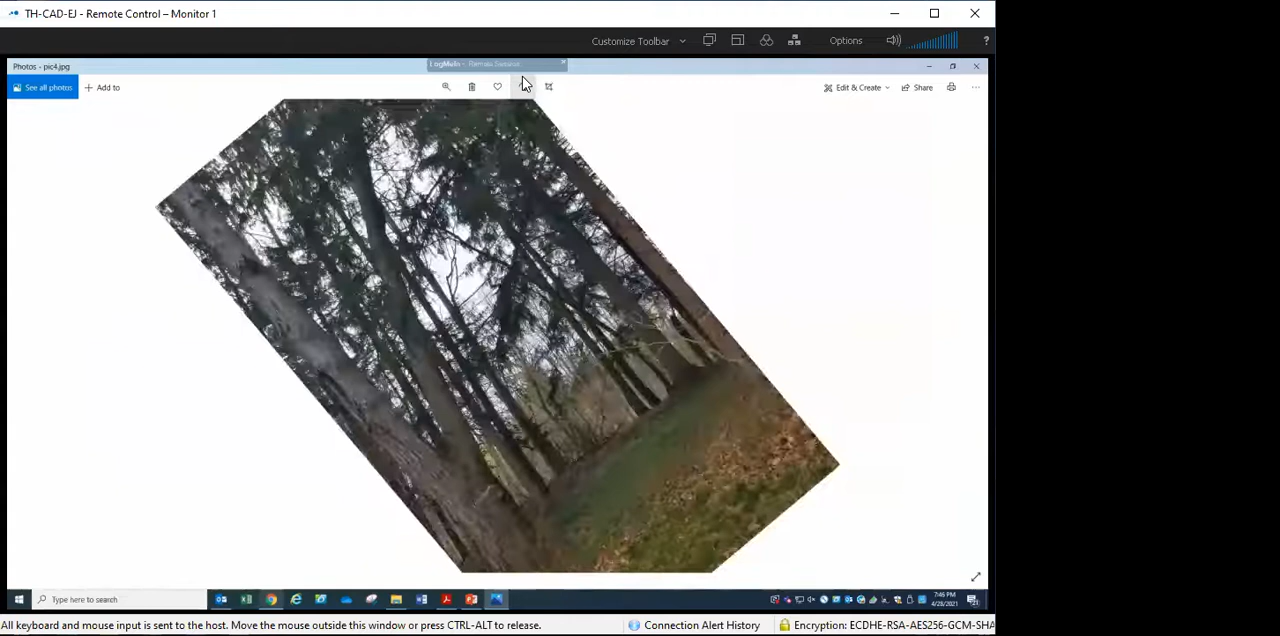 TH-CAD-EJ - Remote Control – Monitor 1
Customize Toolbar
Options
?
Photos - pic4.jpg
LogMeIn - Remote Session
See all photos
+ Add to
Edit & Create
Share
Type here to search
7:46 PM
4/28/2021
All keyboard and mouse input is sent to the host. Move the mouse outside this window or press CTRL-ALT to release.
Connection Alert History
Encryption: ECDHE-RSA-AES256-GCM-SHA